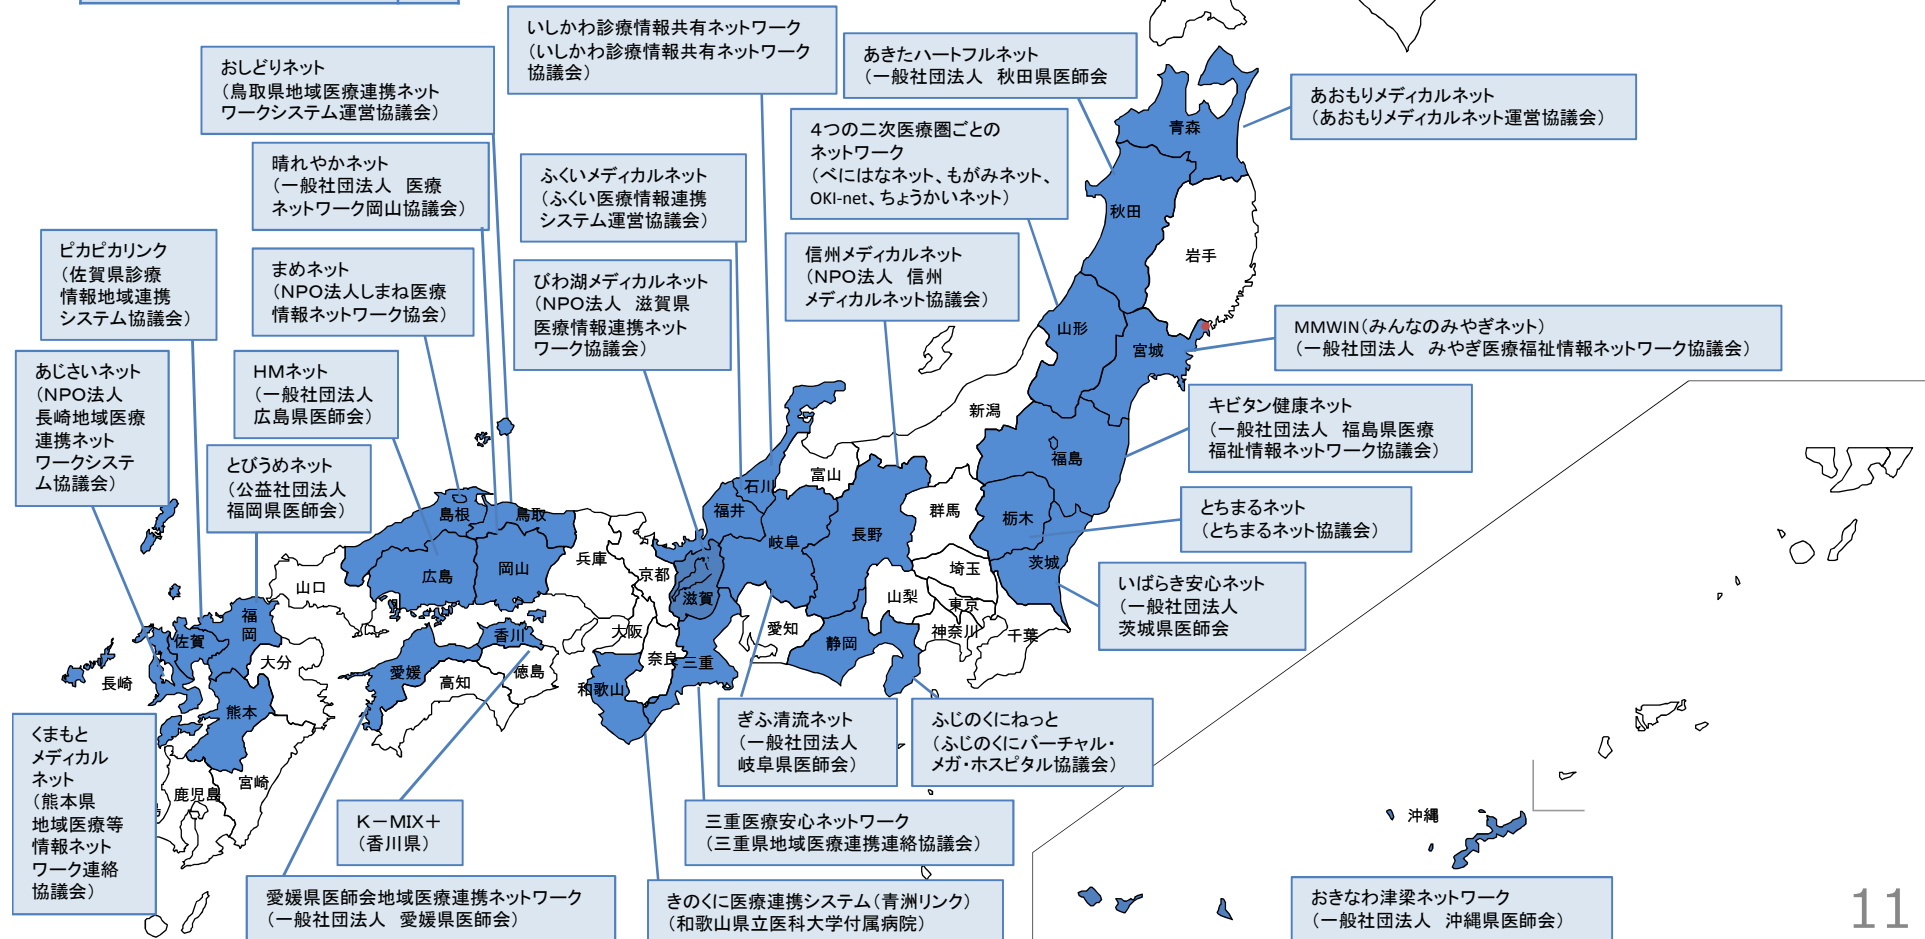 いしかわ診療情報共有ネットワーク
(いしかわ診療情報共有ネットワーク
協議会)
おしどりネット
(鳥取県地域医療連携ネット
ワークシステム運営協議会)
あきたハートフルネット
(一般社団法人 秋田県医師会
あおもりメディカルネット
(あおもりメディカルネット運営協議会)
4つの二次医療圏ごとの
ネットワーク
(べにはなネット、もがみネット、
OKI-net、ちょうかいネット)
晴れやかネット
(一般社団法人 医療
ネットワーク岡山協議会)
ふくいメディカルネット
(ふくい医療情報連携
システム運営協議会)
ピカピカリンク
(佐賀県診療
情報地域連携
システム協議会)
まめネット
(NPO法人しまね医療
情報ネットワーク協会)
びわ湖メディカルネット
(NPO法人 滋賀県
医療情報連携ネット
ワーク協議会)
信州メディカルネット
(NPO法人 信州
メディカルネット協議会)
MMWIN(みんなのみやぎネット)
(一般社団法人 みやぎ医療福祉情報ネットワーク協議会)
あじさいネット
(NPO法人
長崎地域医療
連携ネット
ワークシステ
ム協議会)
HMネット
(一般社団法人
広島県医師会)
キビタン健康ネット
(一般社団法人 福島県医療
福祉情報ネットワーク協議会)
とびうめネット
(公益社団法人
福岡県医師会)
とちまるネット
(とちまるネット協議会)
いばらき安心ネット
(一般社団法人
茨城県医師会
青森
秋田
岩手
山形
宮城
新潟
福島
富山
石川
福井
群馬
栃木
長野
岐阜
茨城
埼玉
島根
鳥取
兵庫
京都
広島
岡山
山口
滋賀
山梨
東京
福岡
佐賀
大分
香川
大阪
愛知
静岡
神奈川
千葉
長崎
愛媛
高知
徳島
奈良
三重
和歌山
熊本
宮崎
鹿児島
沖縄
くまもと
メディカル
ネット
(熊本県
地域医療等
情報ネット
ワーク連絡
協議会)
ぎふ清流ネット
(一般社団法人
岐阜県医師会)
ふじのくにねっと
(ふじのくにバーチャル・
メガ・ホスピタル協議会)
K-MIX+
(香川県)
三重医療安心ネットワーク
(三重県地域医療連携連絡協議会)
愛媛県医師会地域医療連携ネットワーク
(一般社団法人 愛媛県医師会)
きのくに医療連携システム(青洲リンク)
(和歌山県立医科大学付属病院)
おきなわ津梁ネットワーク
(一般社団法人 沖縄県医師会)
11